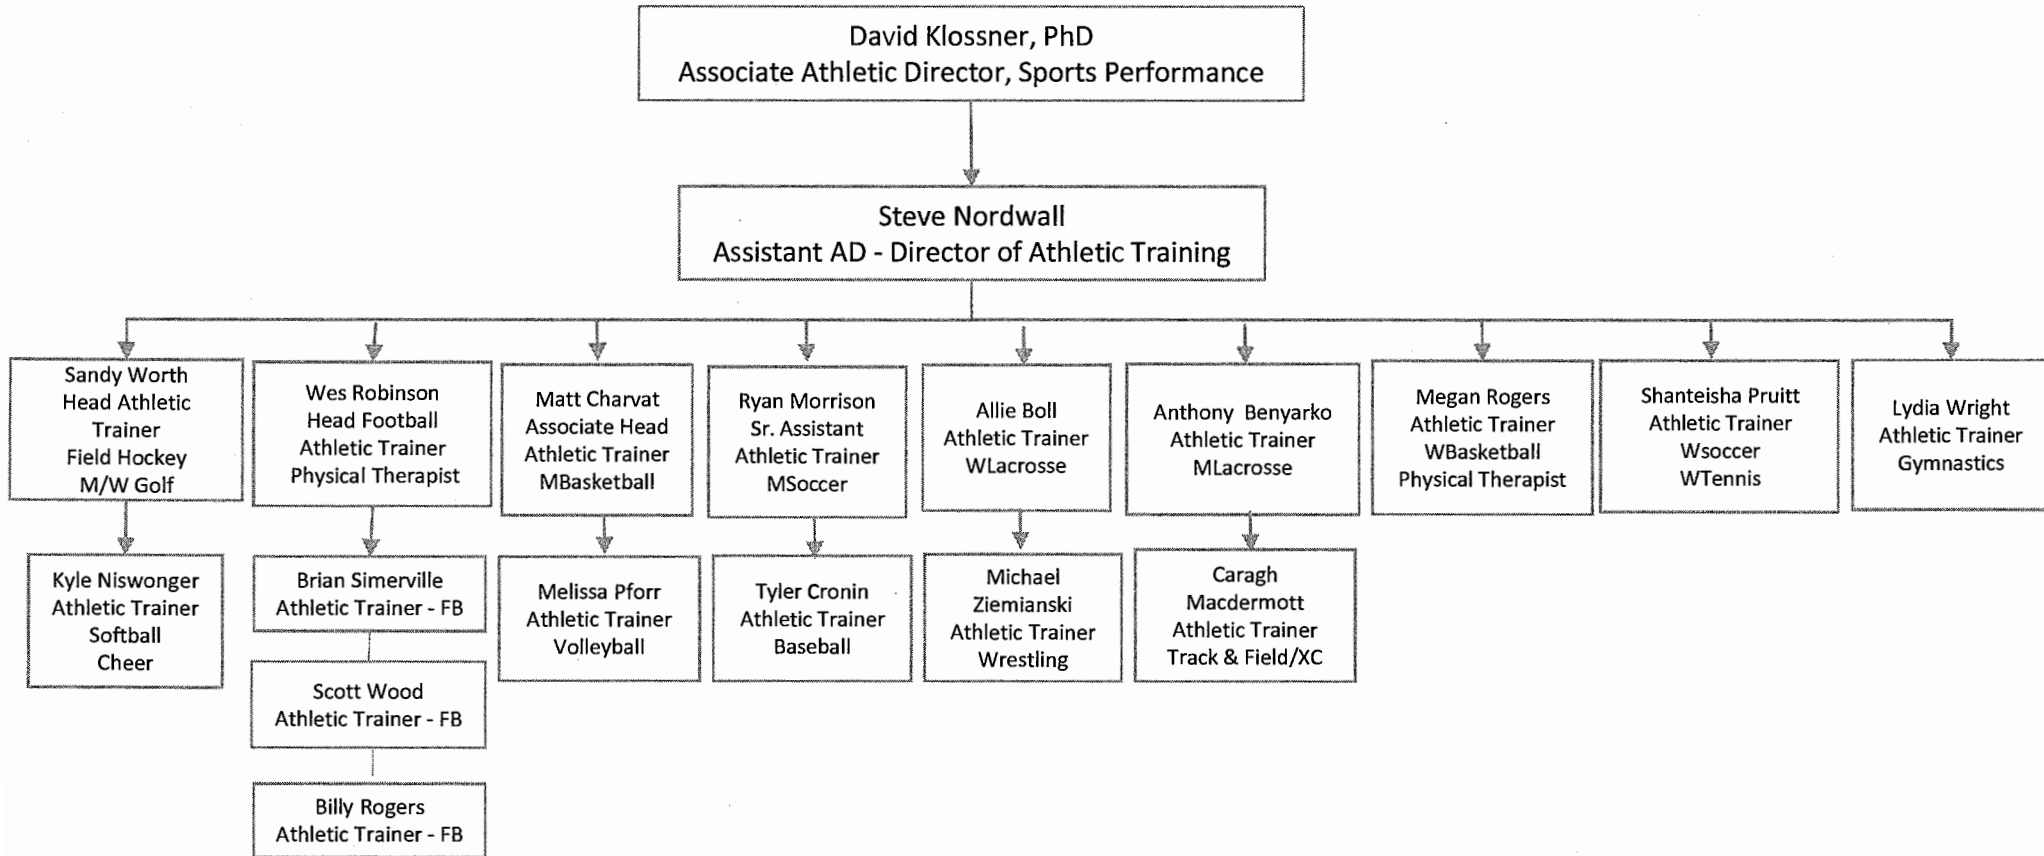 David Klossner, PhD
Associate Athletic Director, Sports Performance
Steve Nordwall
Assistant AD - Director of Athletic Training
Sandy Worth
Head Athletic
Trainer
Field Hockey
M/W Golf
Wes Robinson
Head Football
Athletic Trainer
Physical Therapist
Matt Charvat
Associate Head
Athletic Trainer
MBasketball
Ryan Morrison
Sr. Assistant
Athletic Trainer
MSoccer
Allie Boll
Athletic Trainer
WLacrosse
Anthony Benyarko
Athletic Trainer
MLacrosse
Megan Rogers
Athletic Trainer
WBasketball
Physical Therapist
Shanteisha Pruitt
Athletic Trainer
Wsoccer
WTennis
Lydia Wright
Athletic Trainer
Gymnastics
Kyle Niswonger
Athletic Trainer
Softball
Cheer
Brian Simerville
Athletic Trainer - FB
Melissa Pforr
Athletic Trainer
Volleyball
Tyler Cronin
Athletic Trainer
Baseball
Michael
Ziemianski
Athletic Trainer
Wrestling
Caragh
Macdermott
Athletic Trainer
Track & Field/XC
Scott Wood
Athletic Trainer - FB
Billy Rogers
Athletic Trainer - FB